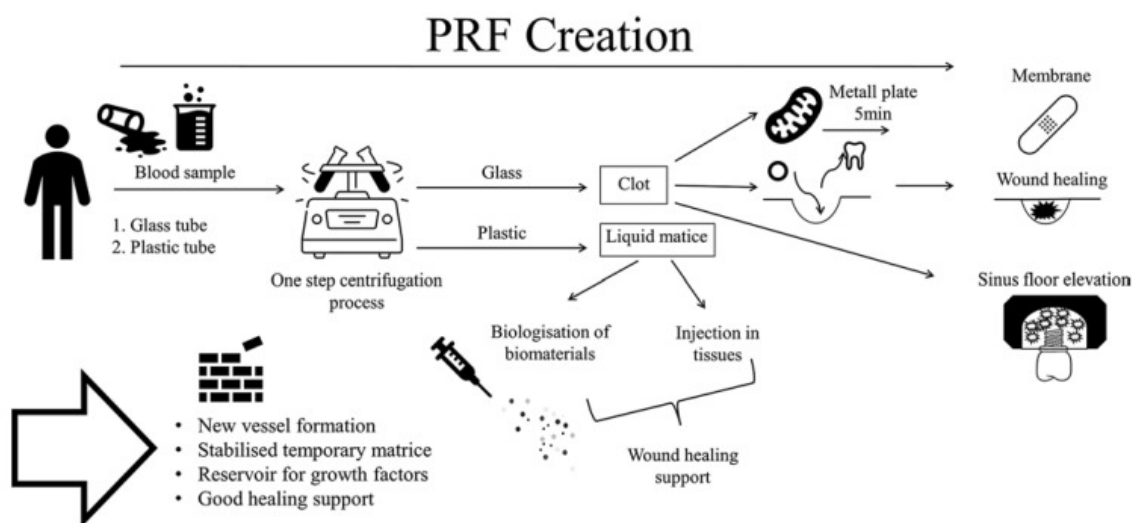 PRF Creation
Blood sample
1. Glass tube
2. Plastic tube
One step centrifugation
process
Glass
Plastic
Clot
Liquid matice
Metall plate
5min
Membrane
Wound healing
Sinus floor elevation
Biologisation of
biomaterials
Injection in
tissues
Wound healing
support
• New vessel formation
• Stabilised temporary matrice
• Reservoir for growth factors
• Good healing support